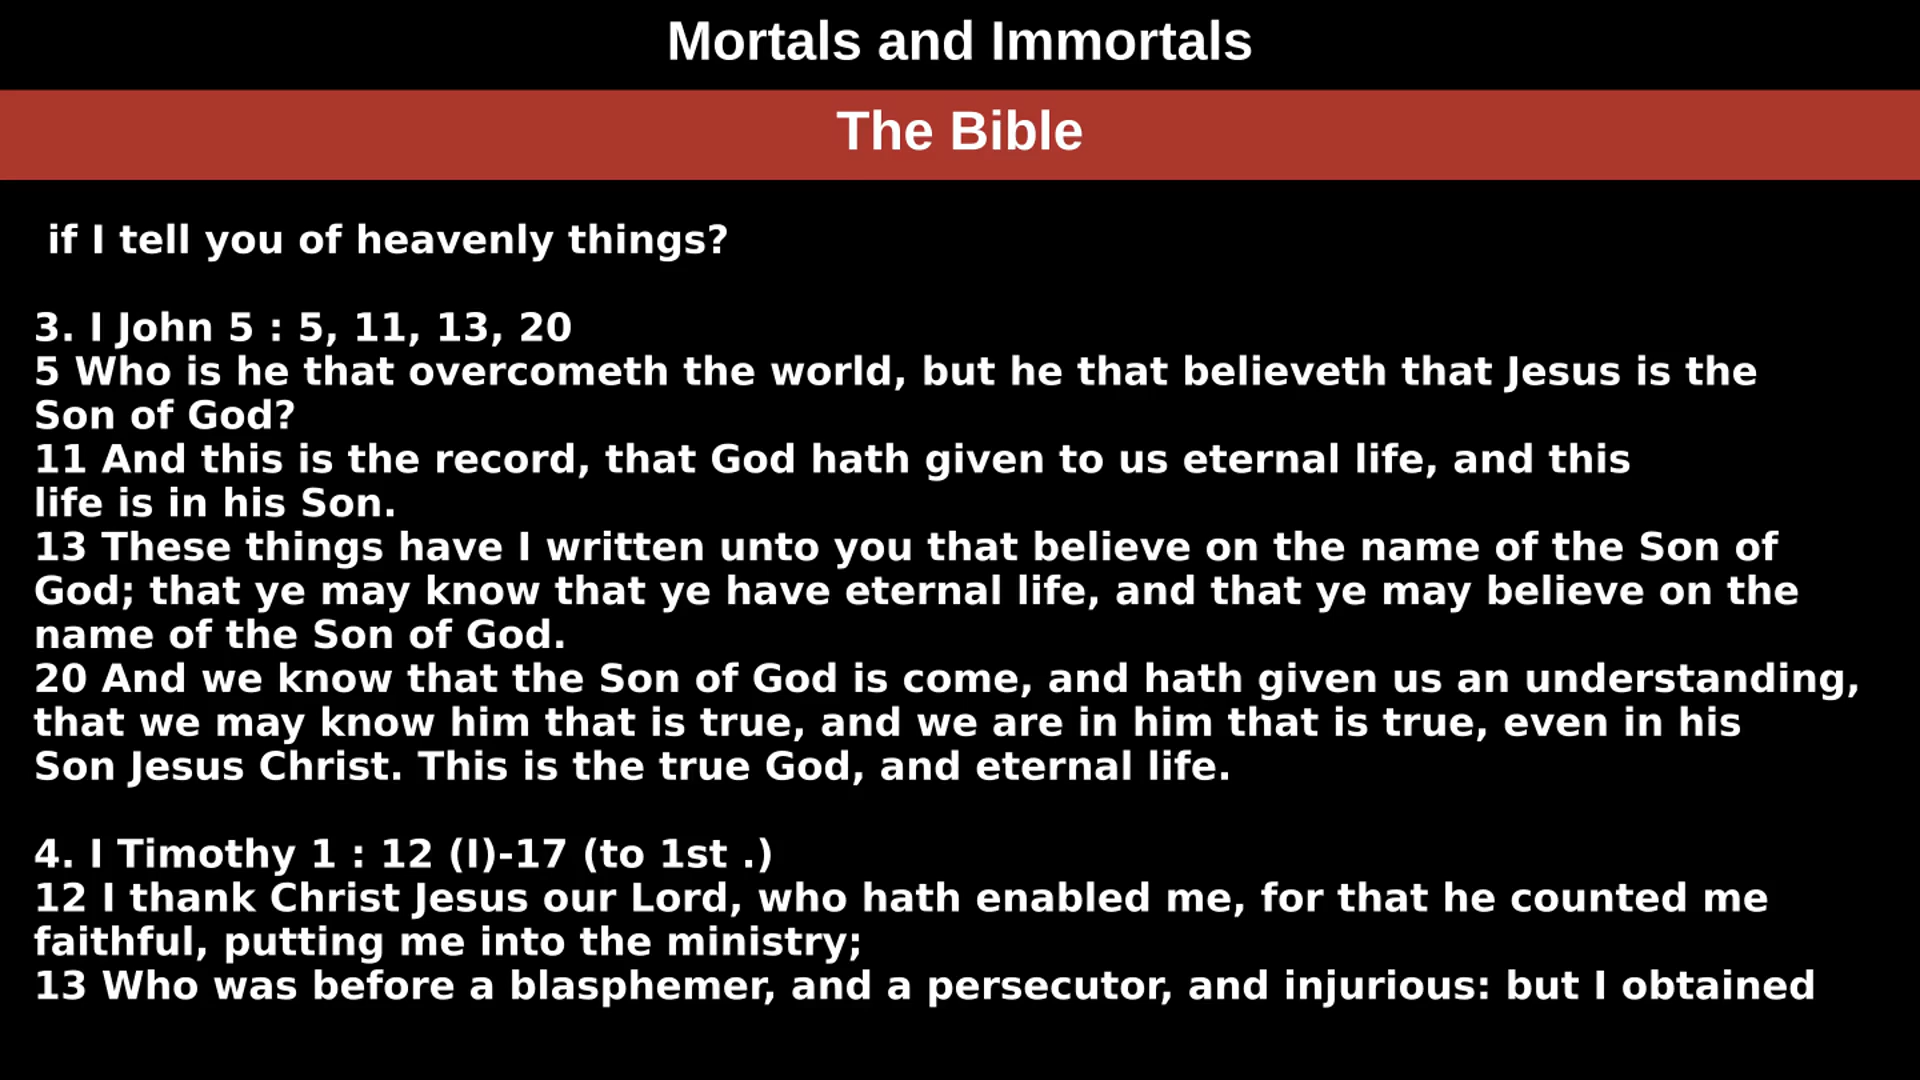 Mortals and Immortals
The Bible
if I tell you of heavenly things?
3. I John 5 : 5, 11, 13, 20
5 Who is he that overcometh the world, but he that believeth that Jesus is the
Son of God?
11 And this is the record, that God hath given to us eternal life, and this
life is in his Son.
13 These things have I written unto you that believe on the name of the Son of
God; that ye may know that ye have eternal life, and that ye may believe on the
name of the Son of God.
20 And we know that the Son of God is come, and hath given us an understanding,
that we may know him that is true, and we are in him that is true, even in his
Son Jesus Christ. This is the true God, and eternal life.
4. I Timothy 1 : 12 (I)-17 (to 1st .)
12 I thank Christ Jesus our Lord, who hath enabled me, for that he counted me
faithful, putting me into the ministry;
13 Who was before a blasphemer, and a persecutor, and injurious: but I obtained